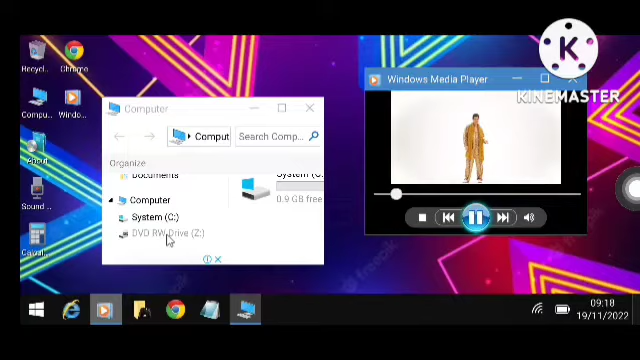 Recycl..
Chrome
Compu...
Windo...
About
Sound ...
Calcul..
Computer
Comput
Search Comp...
Organize
Documents
System (C:)
0.9 GB free
Computer
System (C:)
DVD RW Drive (Z:)
Windows Media Player
K
KINEMASTER
09:18
19/11/2022